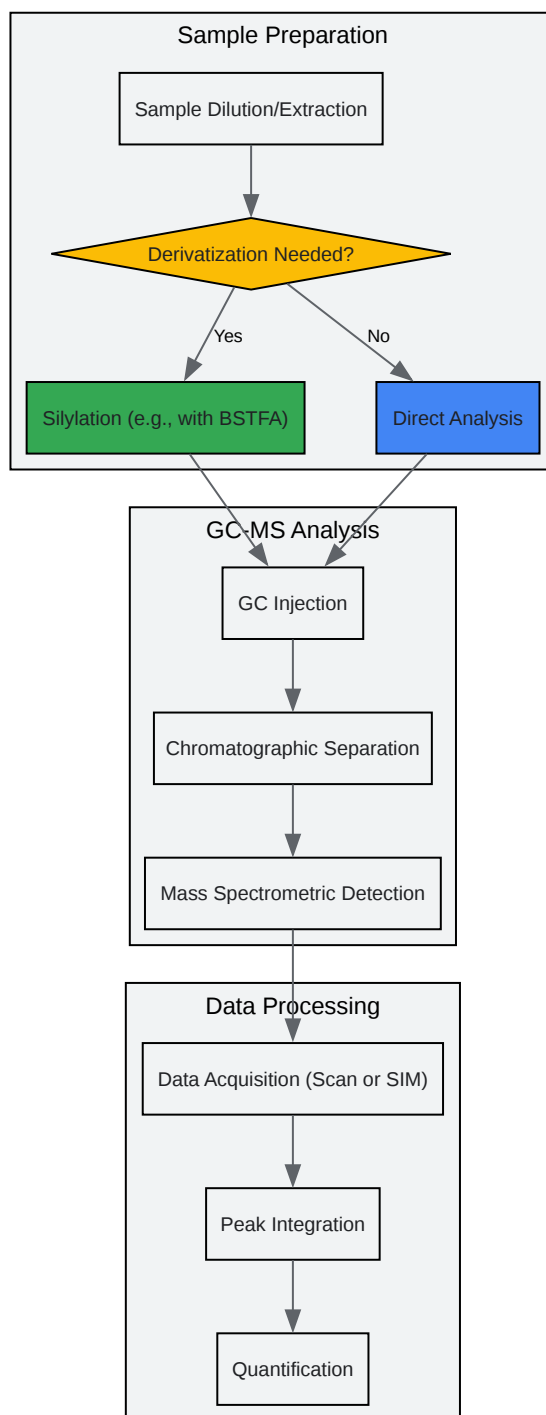 Sample Preparation
Sample Dilution/Extraction
Derivatization Needed?
Yes
No
Silylation (e.g., with BSTFA)
Direct Analysis
GC-MS Analysis
GC Injection
Chromatographic Separation
Mass Spectrometric Detection
Data Processing
Data Acquisition (Scan or SIM)
Peak Integration
Quantification